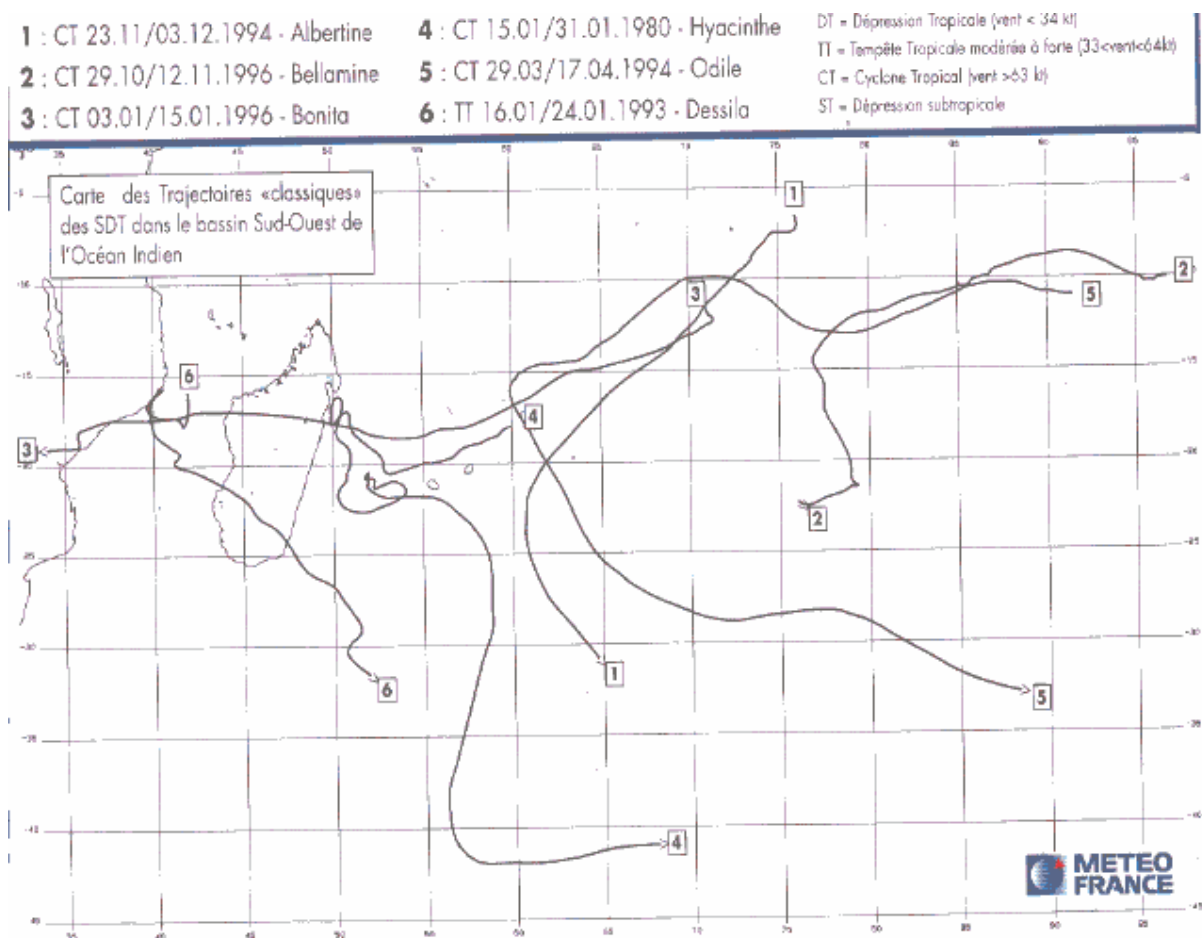 1 : CT 23.11/03.12.1994 - Albertine
2 : CT 29.10/12.11.1996 - Bellamine
3 : CT 03.01/15.01.1996 - Bonita
4 : CT 15.01/31.01.1980 - Hyacinthe
5 : CT 29.03/17.04.1994 - Odile
6 : TT 16.01/24.01.1993 - Dessila
DT = Dépression Tropicale (vent < 34 kt)
TT = Tempête Tropicale modérée à forte (33<vent<64kt)
CT = Cyclone Tropical (vent >63 kt)
ST = Dépression subtropicale
Carte des Trajectoires «classiques»
des SDT dans le bassin Sud-Ouest de
l'Océan Indien
1
2
3
5
6
4
3
2
1
6
5
4
METEO
FRANCE